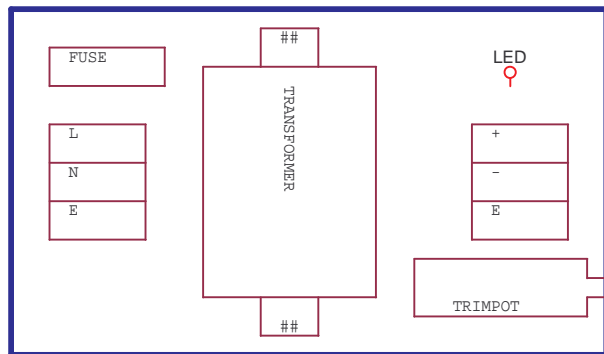 ##
LED
FUSE
TRANSFORMER
L
N
E
+
-
E
TRIMPOT
##